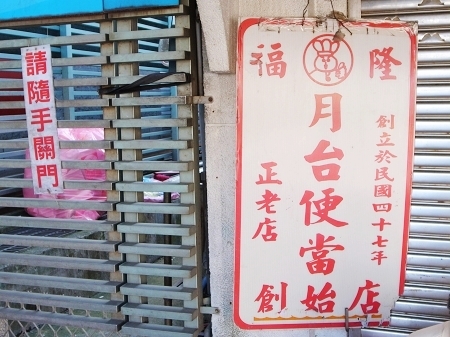 請隨手關門
福隆
月台便當
創立於民國四十七年
正老店
創始店